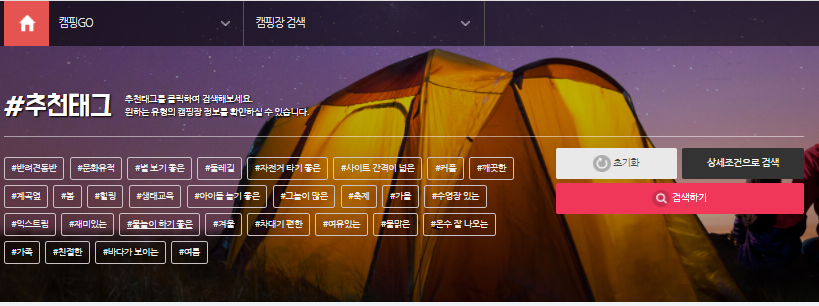 캠핑GO
캠핑장 검색
#추천태그
추천태그를 클릭하여 검색해보세요.
원하는 유형의 캠핑장 정보를 확인하실 수 있습니다.
#반려견동반 #문화유적 #별 보기 좋은 #둘레길 #자전거 타기 좋은 #사이트 간격이 넓은 #커플 #깨끗한
#계곡옆 #봄 #힐링 #생태교육 #아이들 놀기 좋은 #그늘이 많은 #축제 #가을 #수영장 있는
#익스트림 #재미있는 #물놀이 하기 좋은 #겨울 #차대기 편한 #여유있는 #물맑은 #온수 잘 나오는
#가족 #친절한 #바다가 보이는 #여름
초기화
상세조건으로 검색
검색하기